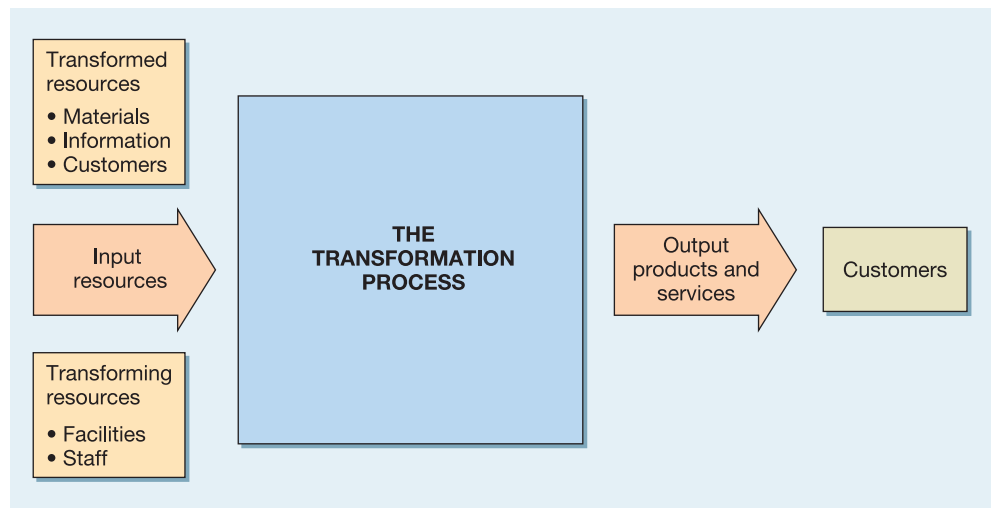 Transformed
resources
• Materials
• Information
• Customers
Input
resources
Transforming
resources
• Facilities
• Staff
THE
TRANSFORMATION
PROCESS
Output
products and
services
Customers